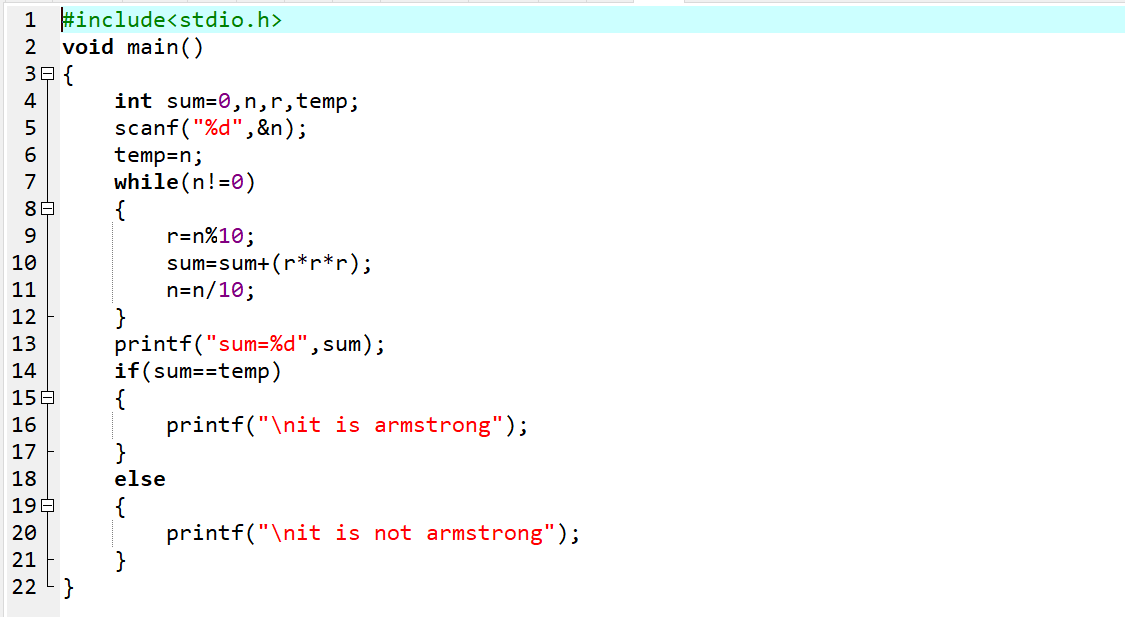 1 #include<stdio.h>
2 void main()
3 {
4     int sum=0,n,r,temp;
5     scanf("%d",&n);
6     temp=n;
7     while(n!=0)
8     {
9         r=n%10;
10         sum=sum+(r*r*r);
11         n=n/10;
12     }
13     printf("sum=%d",sum);
14     if(sum==temp)
15     {
16         printf("\nit is armstrong");
17     }
18     else
19     {
20         printf("\nit is not armstrong");
21     }
22 }